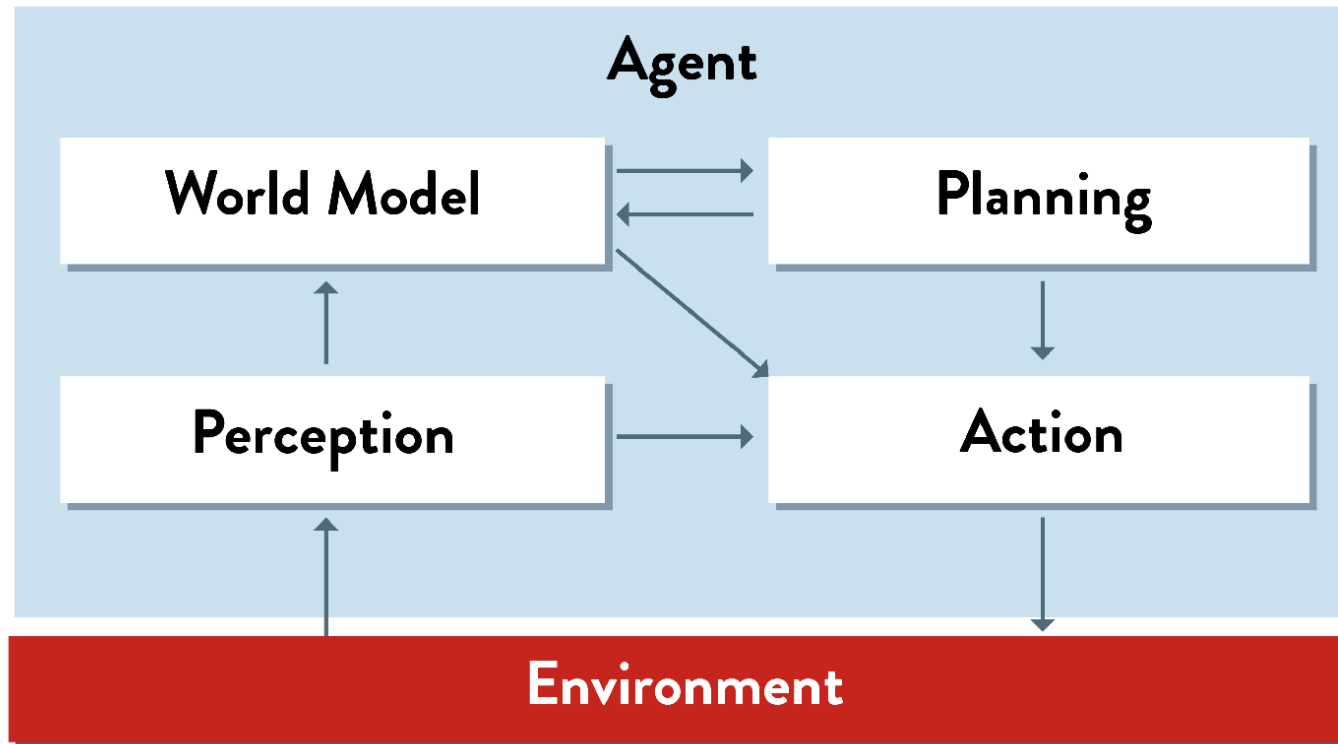 Agent
World Model
Planning
Perception
Action
Environment